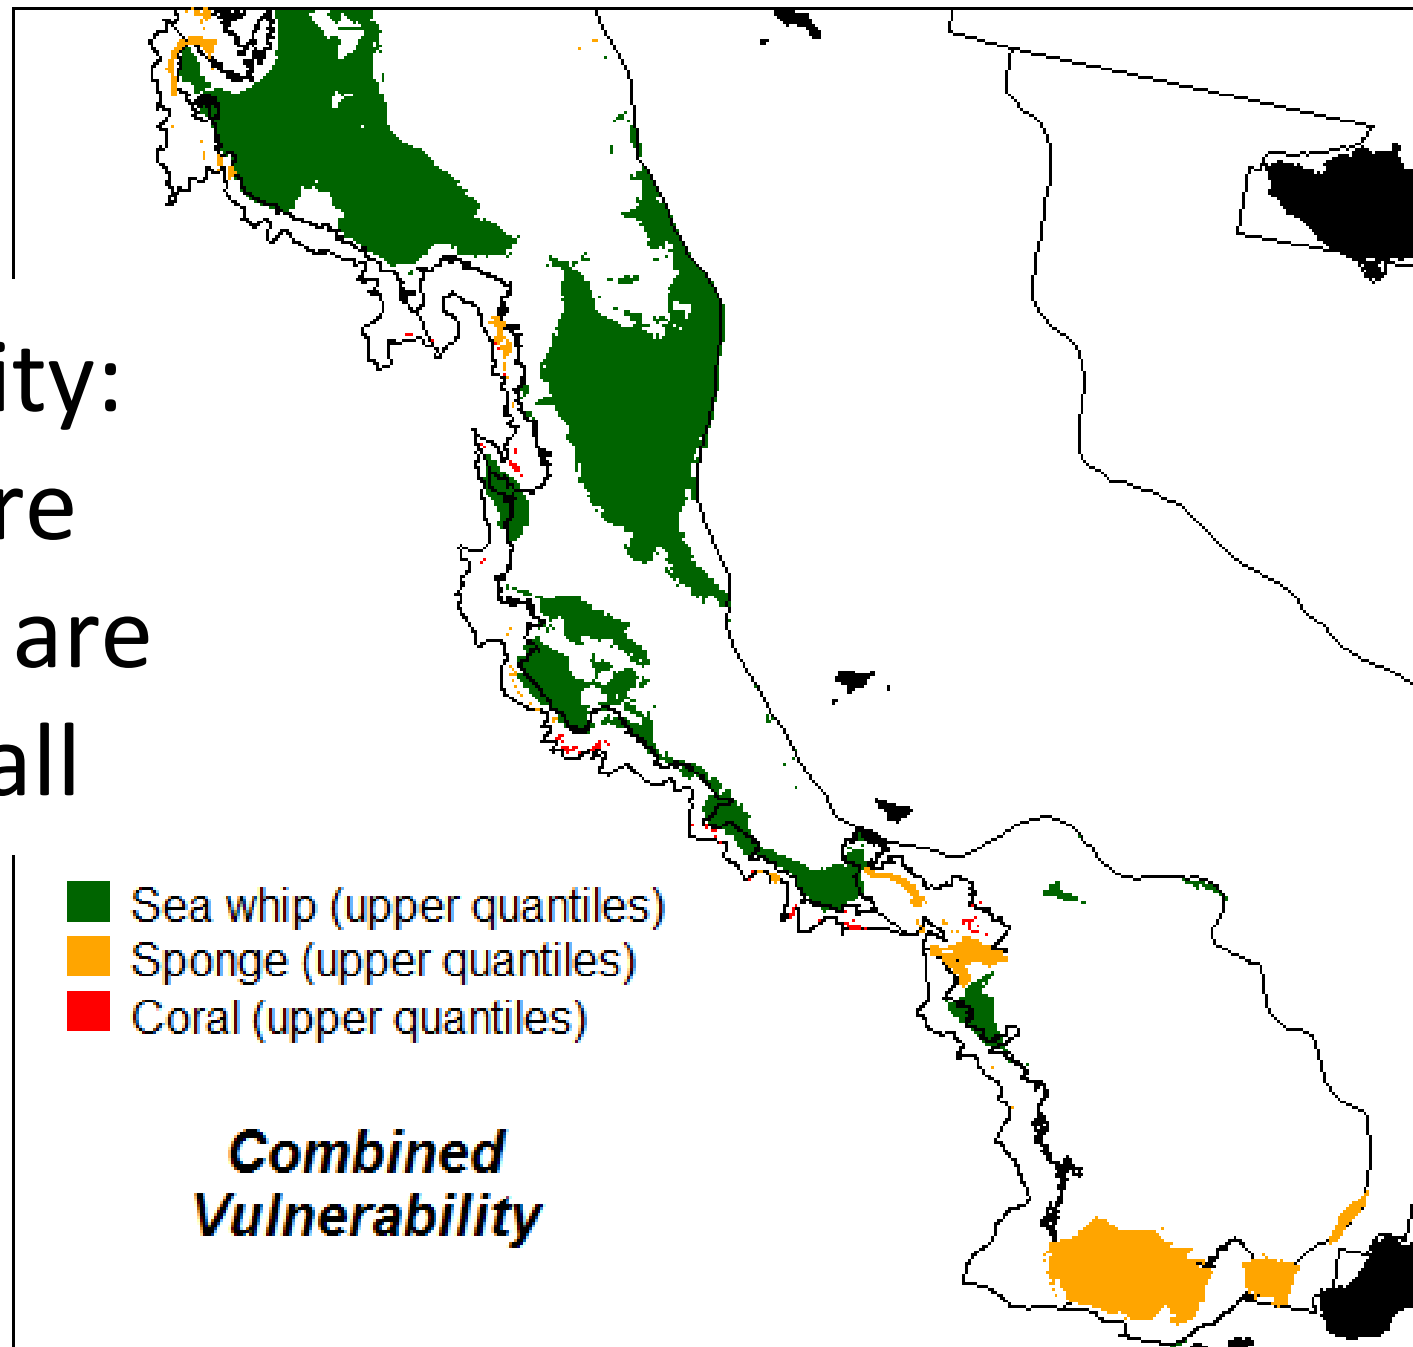 ity:
re
are
all
Sea whip (upper quantiles)
Sponge (upper quantiles)
Coral (upper quantiles)
Combined
Vulnerability